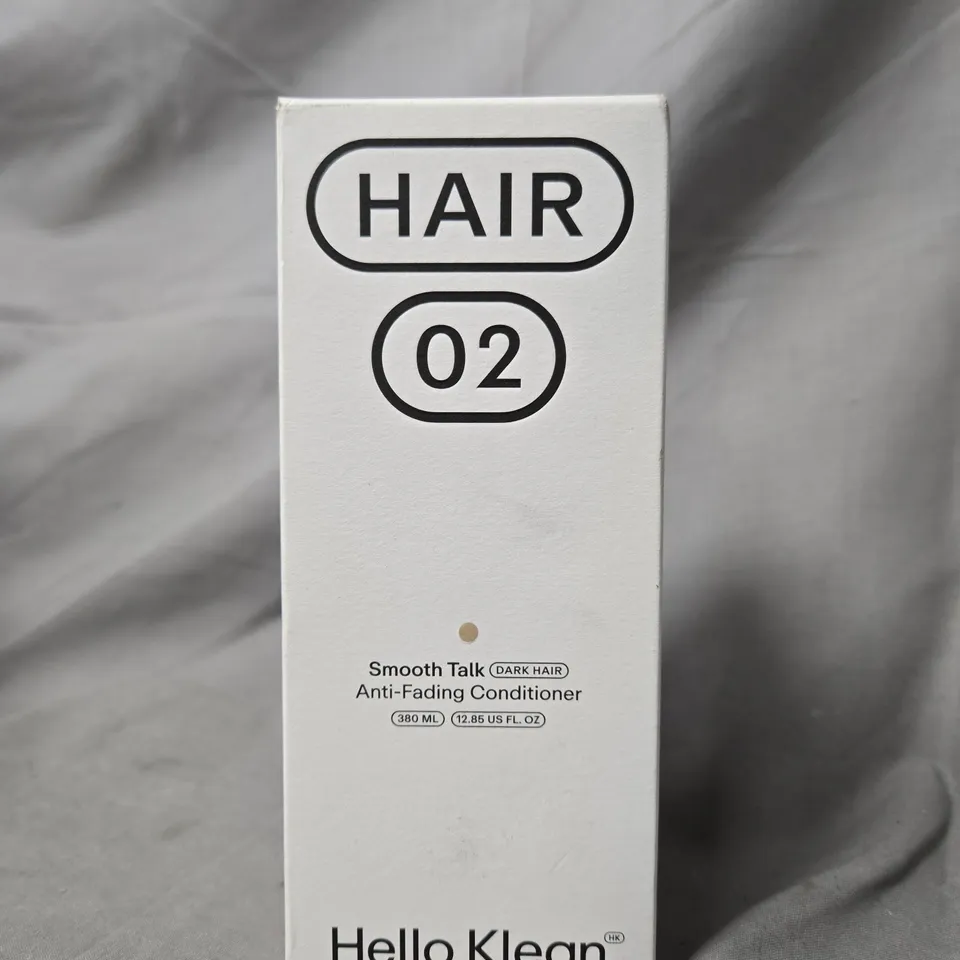 HAIR
02
Smooth Talk DARK HAIR
Anti-Fading Conditioner
380 ML 12.85 US FL. OZ
Hello Klean HK